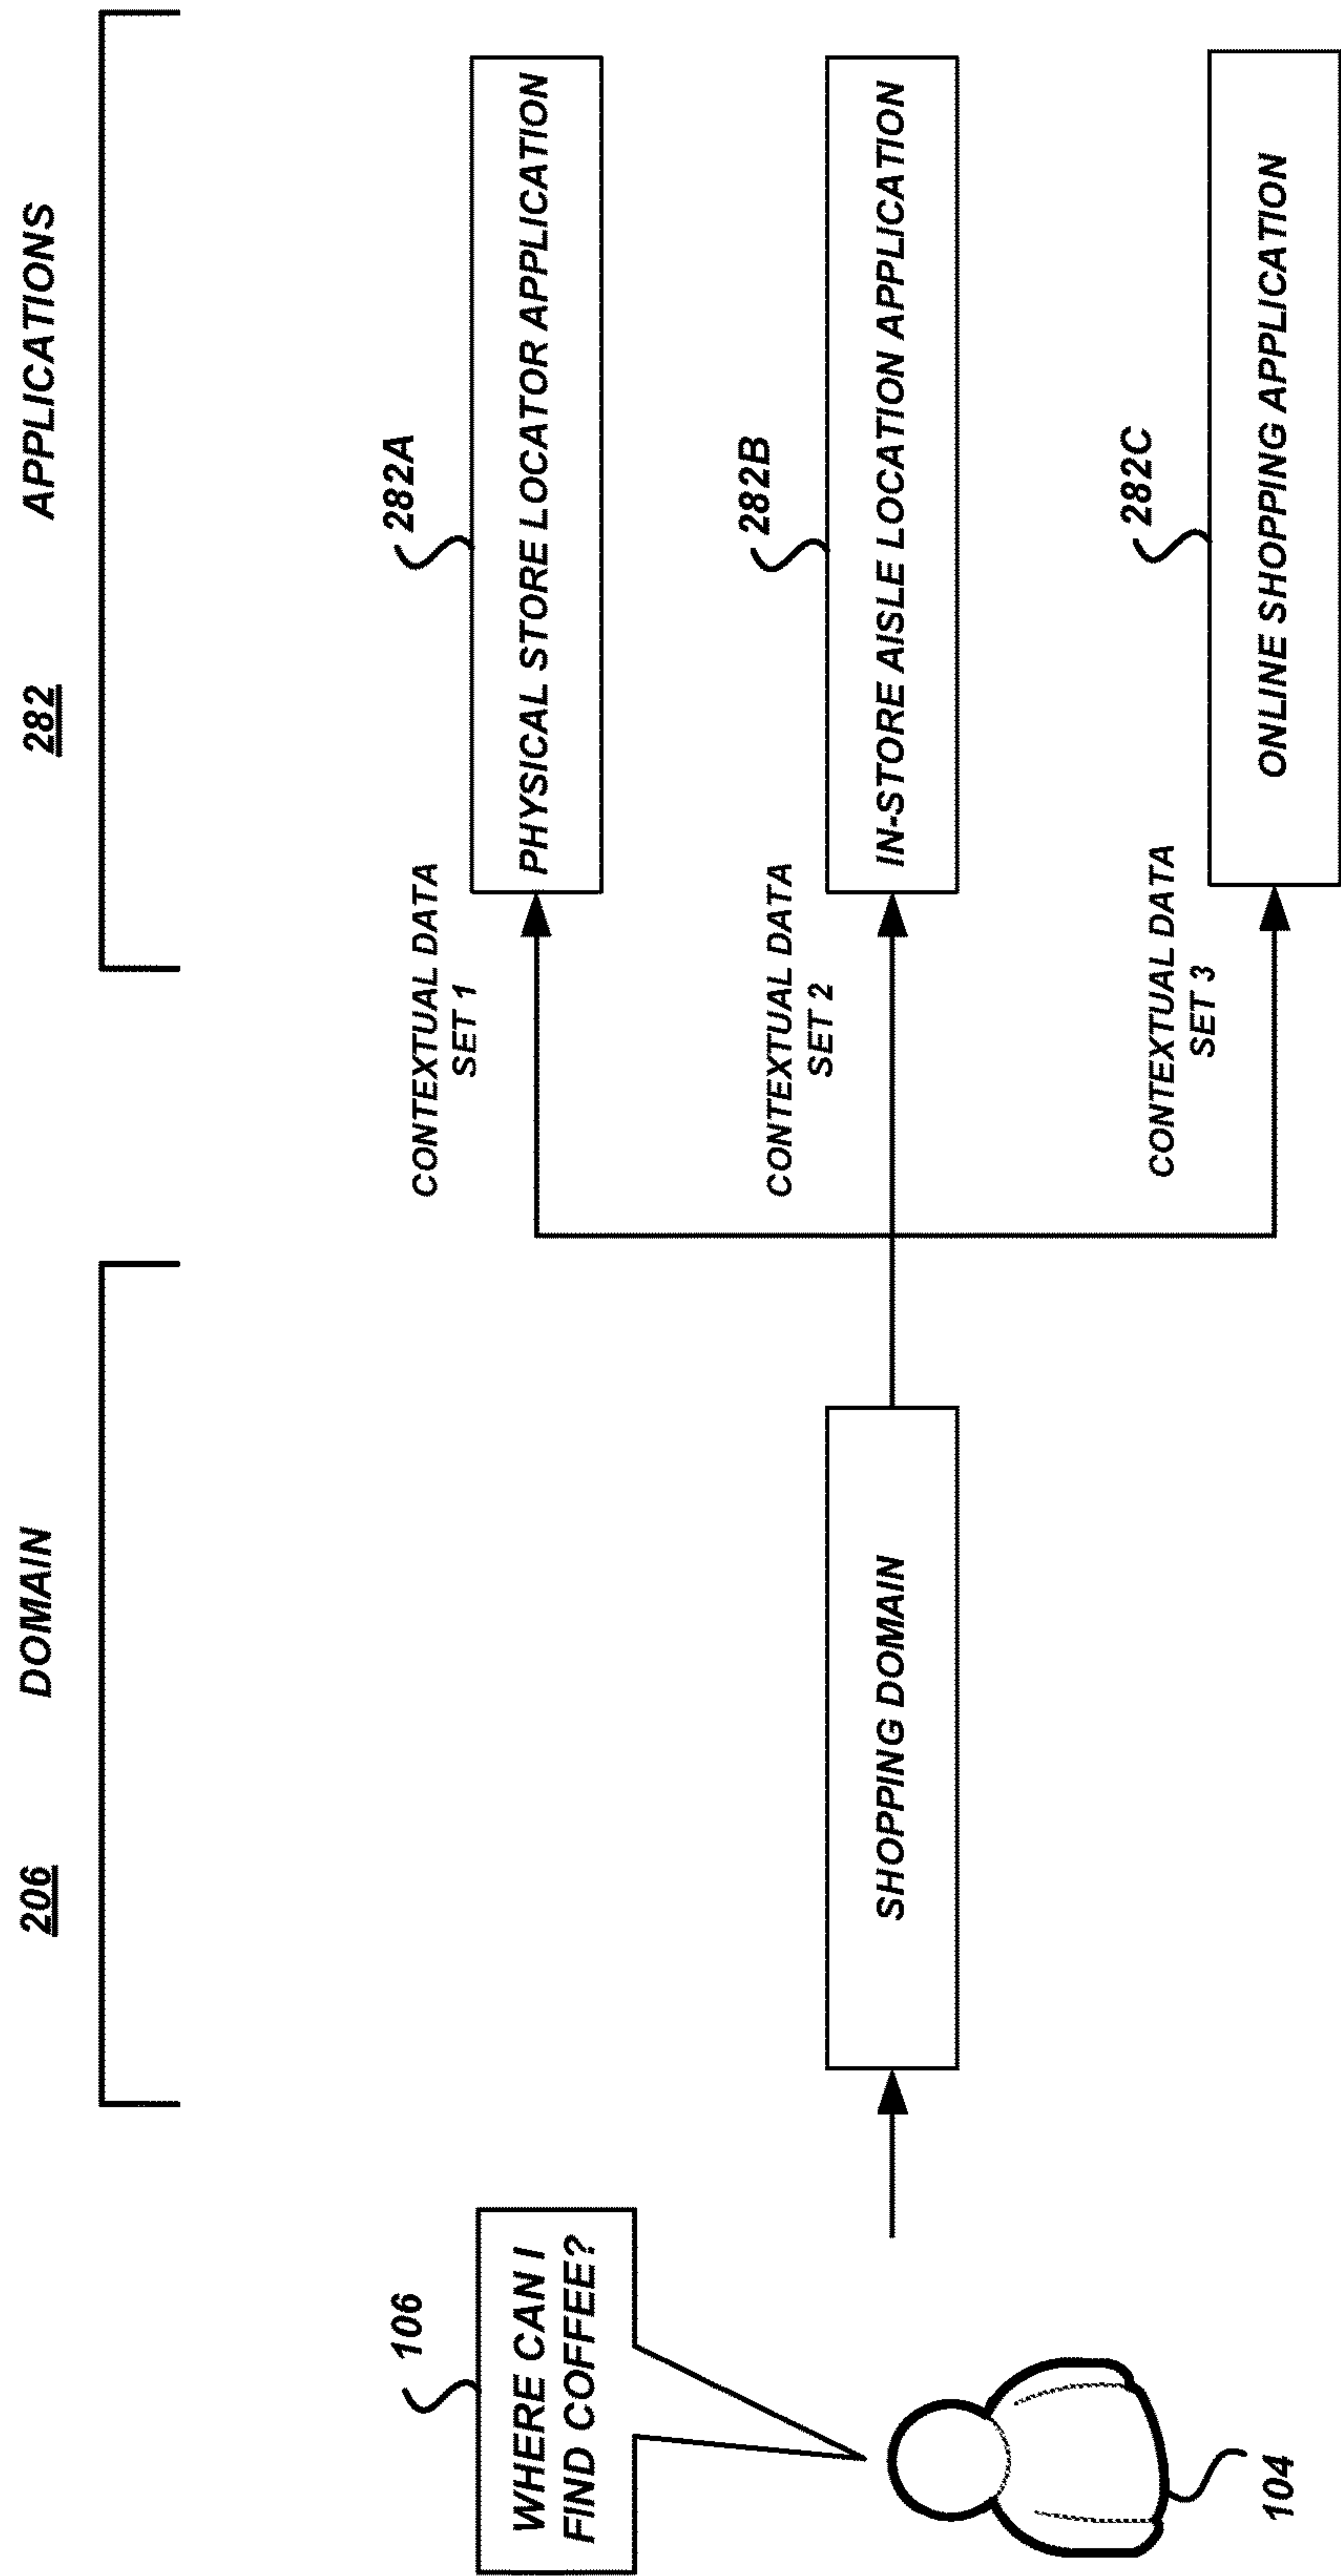 206 DOMAIN
282 APPLICATIONS
106
WHERE CAN I
FIND COFFEE?
104
SHOPPING DOMAIN
CONTEXTUAL DATA
SET 1
282A
PHYSICAL STORE LOCATOR APPLICATION
CONTEXTUAL DATA
SET 2
282B
IN-STORE AISLE LOCATION APPLICATION
CONTEXTUAL DATA
SET 3
282C
ONLINE SHOPPING APPLICATION